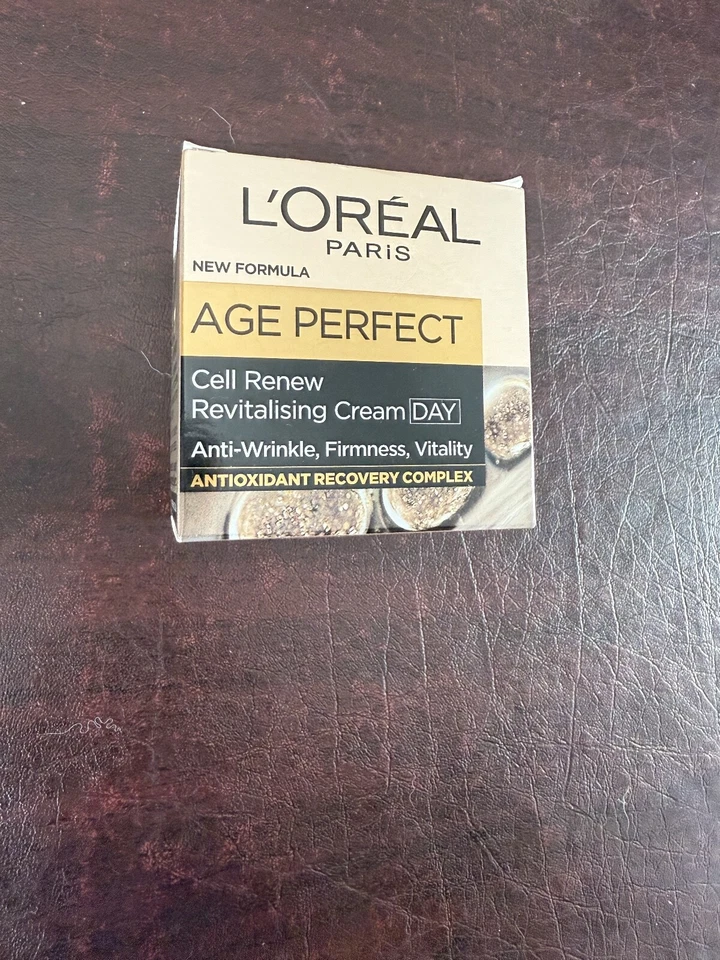 L'ORÉAL
PARiS
NEW FORMULA
AGE PERFECT
Cell Renew
Revitalising Cream DAY
Anti-Wrinkle, Firmness, Vitality
ANTIOXIDANT RECOVERY COMPLEX